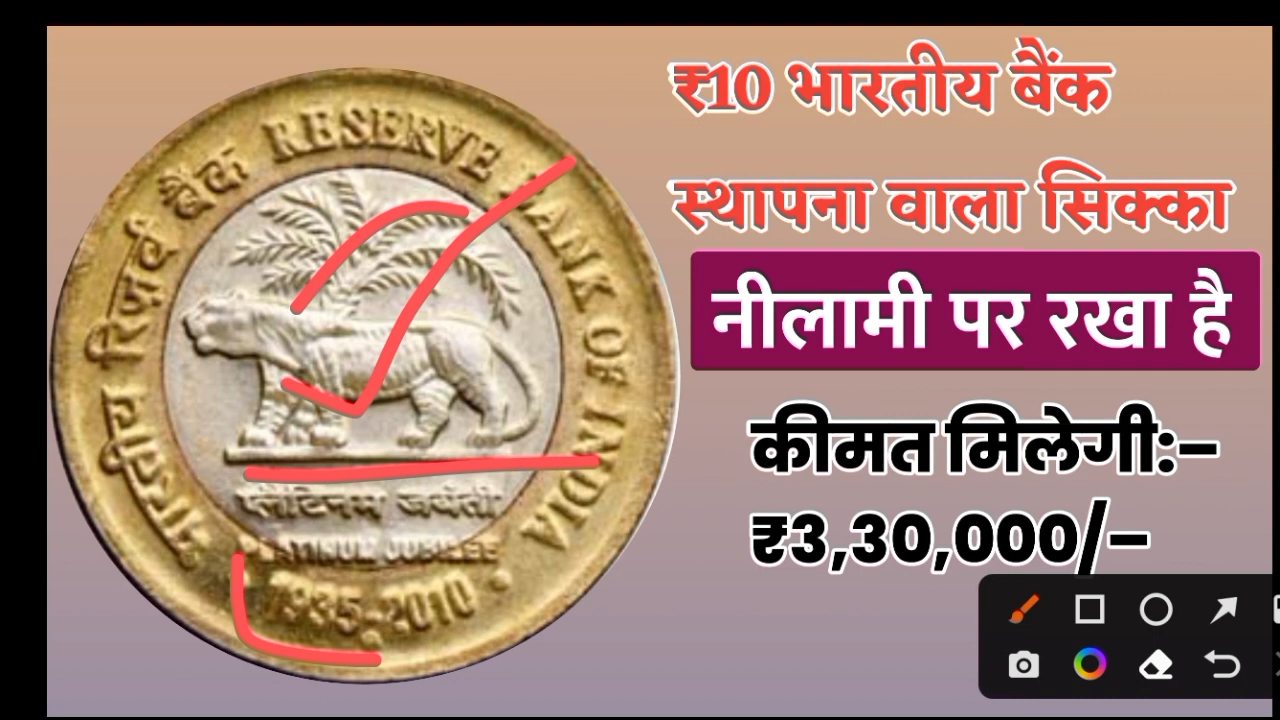 भारतीय रिज़र्व बैंक RESERVE BANK OF INDIA
प्लेटिनम जयंती
PLATINUM JUBILEE
1935-2010
₹10 भारतीय बैंक
स्थापना वाला सिक्का
नीलामी पर रखा है
कीमत मिलेगी:–
₹3,30,000/–